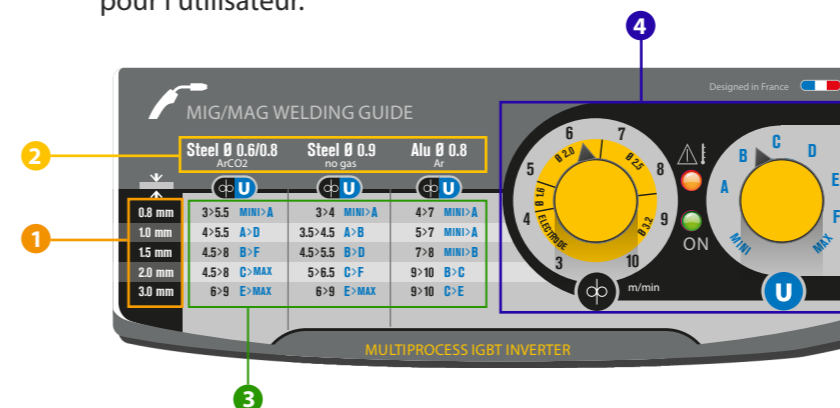 pour l'utilisateur.
4
Designed in France
MIG/MAG WELDING GUIDE
2
Steel Ø 0.6/0.8 Steel Ø 0.9 Alu Ø 0.8
ArCO2 no gas Ar
U U U
1
0.8 mm 3>5.5 MINI>A 3>4 MINI>A 4>7 MINI>A
1.0 mm 4>5.5 A>D 3.5>4.5 A>B 5>7 MINI>A
1.5 mm 4.5>8 B>F 4.5>5.5 B>D 7>8 MINI>B
2.0 mm 4.5>8 C>MAX 5>6.5 C>F 9>10 B>C
3.0 mm 6>9 E>MAX 6>9 E>MAX 9>10 C>E
3 4 5 6 7 8 9 10
ELECTRODE Ø 1.6 Ø 2.0 Ø 2.5 Ø 3.2
m/min
ON
MINI A B C D E F MAX
U
MULTIPROCESS IGBT INVERTER
3